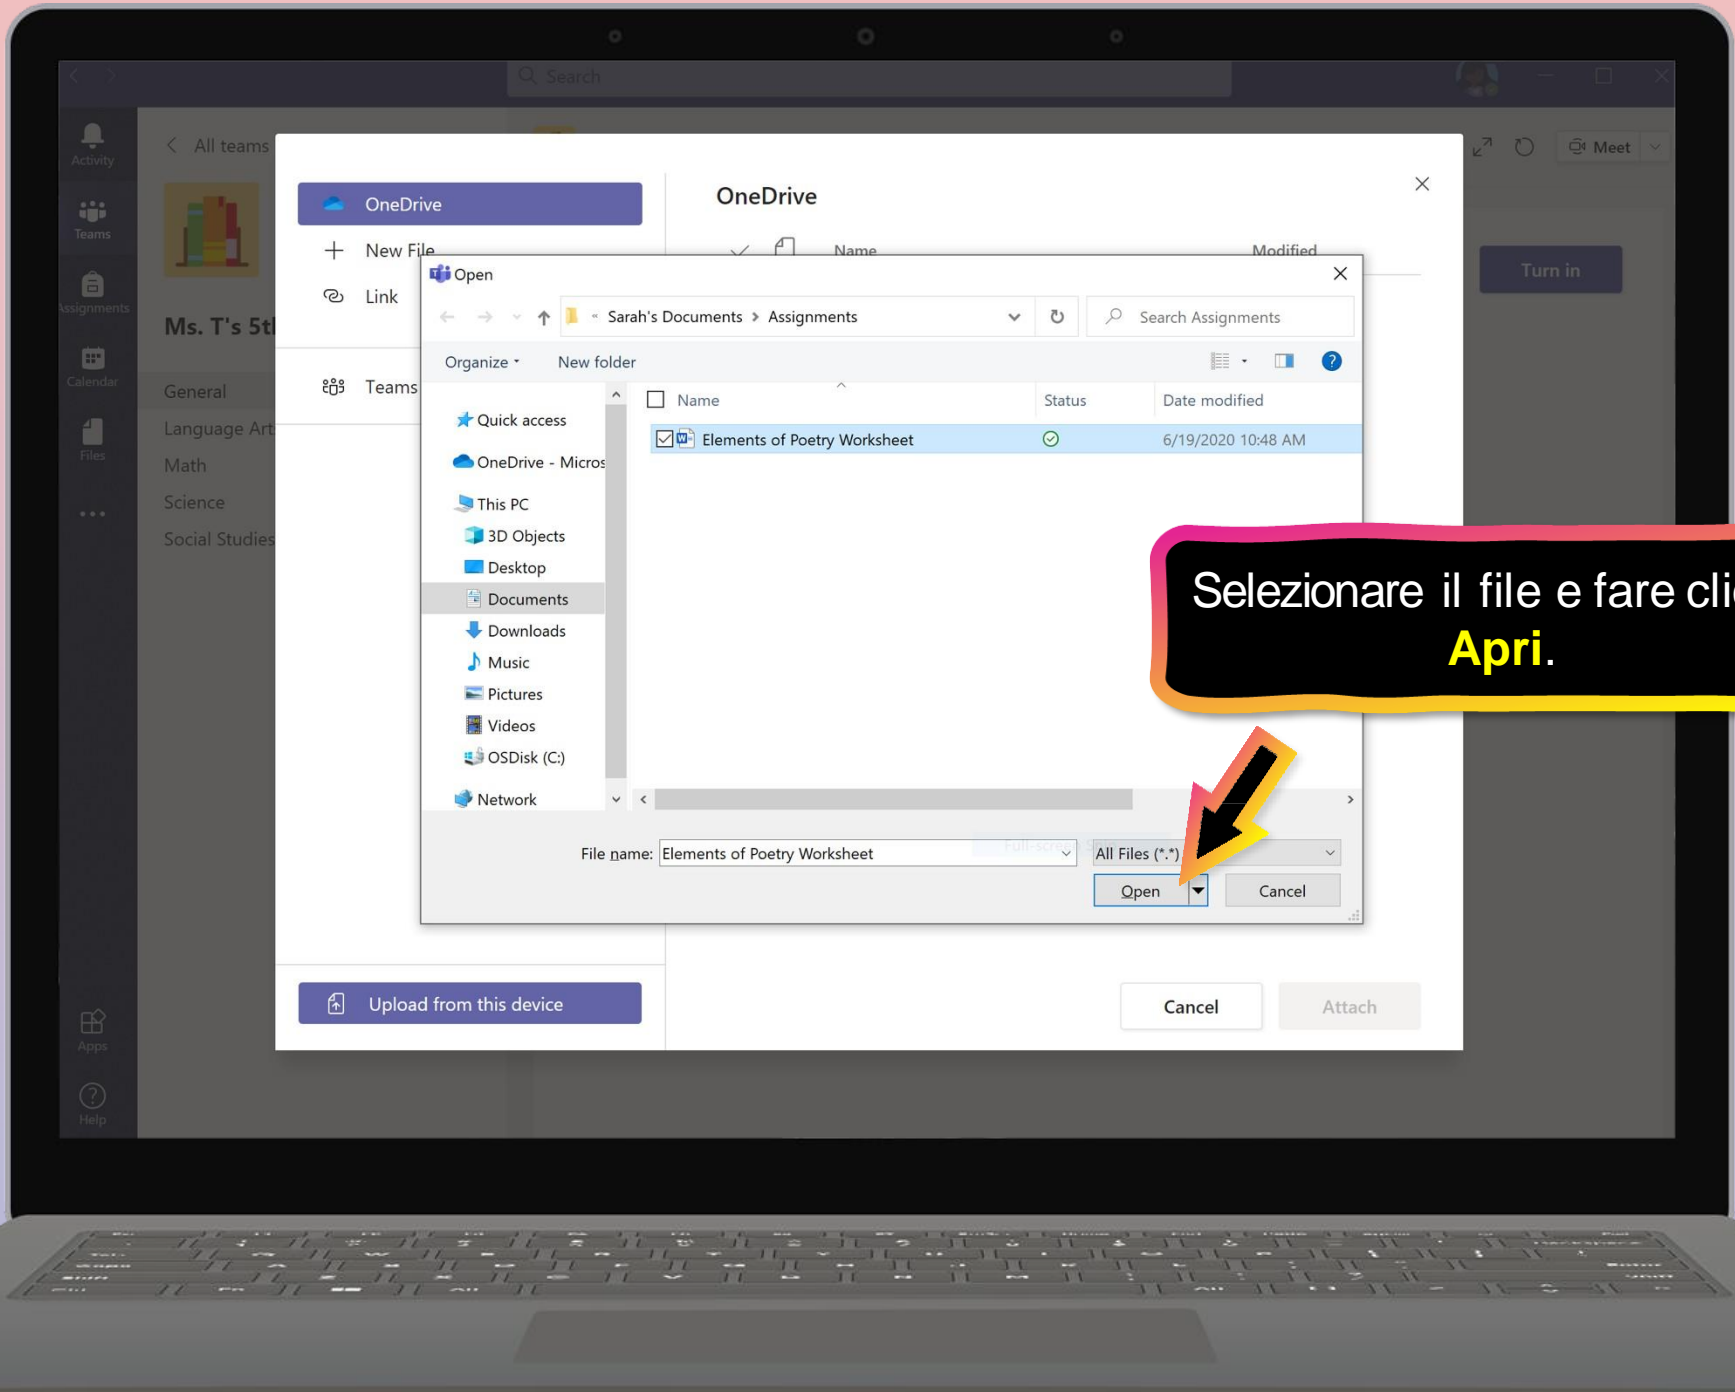 Search
Activity
Teams
Assignments
Calendar
Files
Apps
Help
All teams
Ms. T's 5th
General
Language Art
Math
Science
Social Studies
Meet
Turn in
OneDrive
New File
Link
Teams
Upload from this device
OneDrive
Name Modified
Open
« Sarah's Documents > Assignments
Search Assignments
Organize New folder
Quick access
OneDrive - Micros
This PC
3D Objects
Desktop
Documents
Downloads
Music
Pictures
Videos
OSDisk (C:)
Network
Name Status Date modified
Elements of Poetry Worksheet 6/19/2020 10:48 AM
File name: Elements of Poetry Worksheet
All Files (*.*)
Open Cancel
Cancel Attach
Selezionare il file e fare cli
Apri.